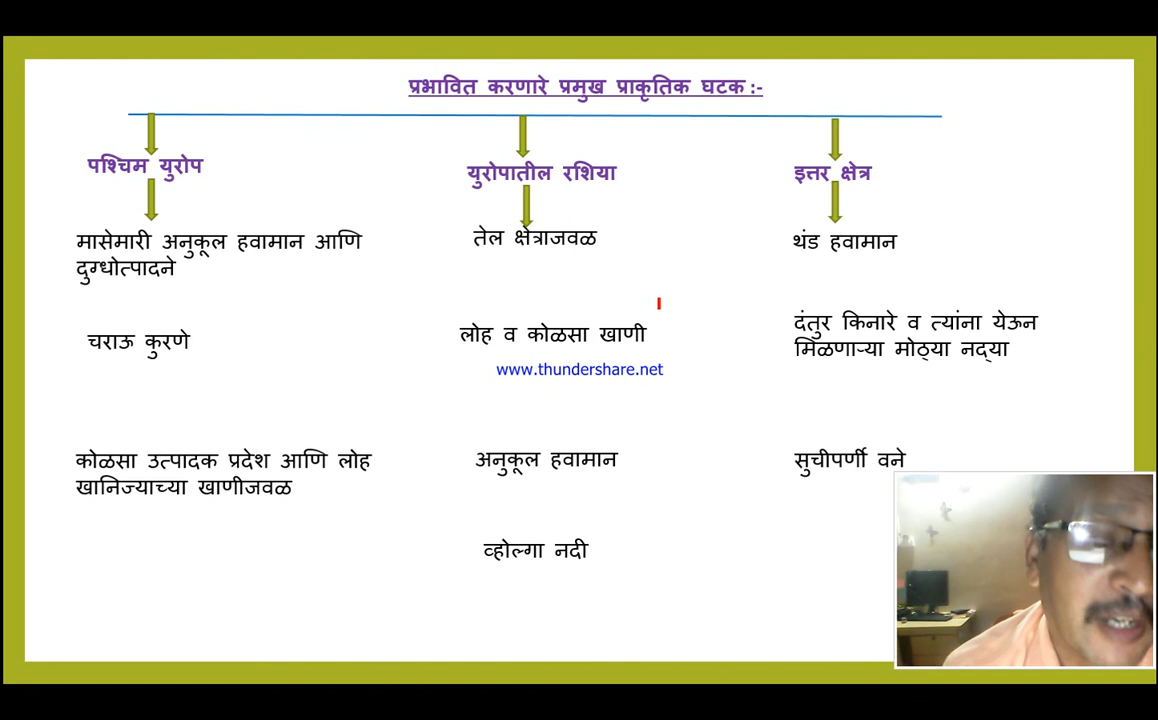 प्रभावित करणारे प्रमुख प्राकृतिक घटक :-
पश्चिम युरोप
मासेमारी अनुकूल हवामान आणि
दुग्धोत्पादने
चराऊ कुरणे
कोळसा उत्पादक प्रदेश आणि लोह
खानिज्याच्या खाणीजवळ
युरोपातील रशिया
तेल क्षेत्राजवळ
लोह व कोळसा खाणी
www.thundershare.net
अनुकूल हवामान
व्होल्गा नदी
इत्तर क्षेत्र
थंड हवामान
दंतुर किनारे व त्यांना येऊन
मिळणाऱ्या मोठ्या नद्या
सुचीपर्णी वने